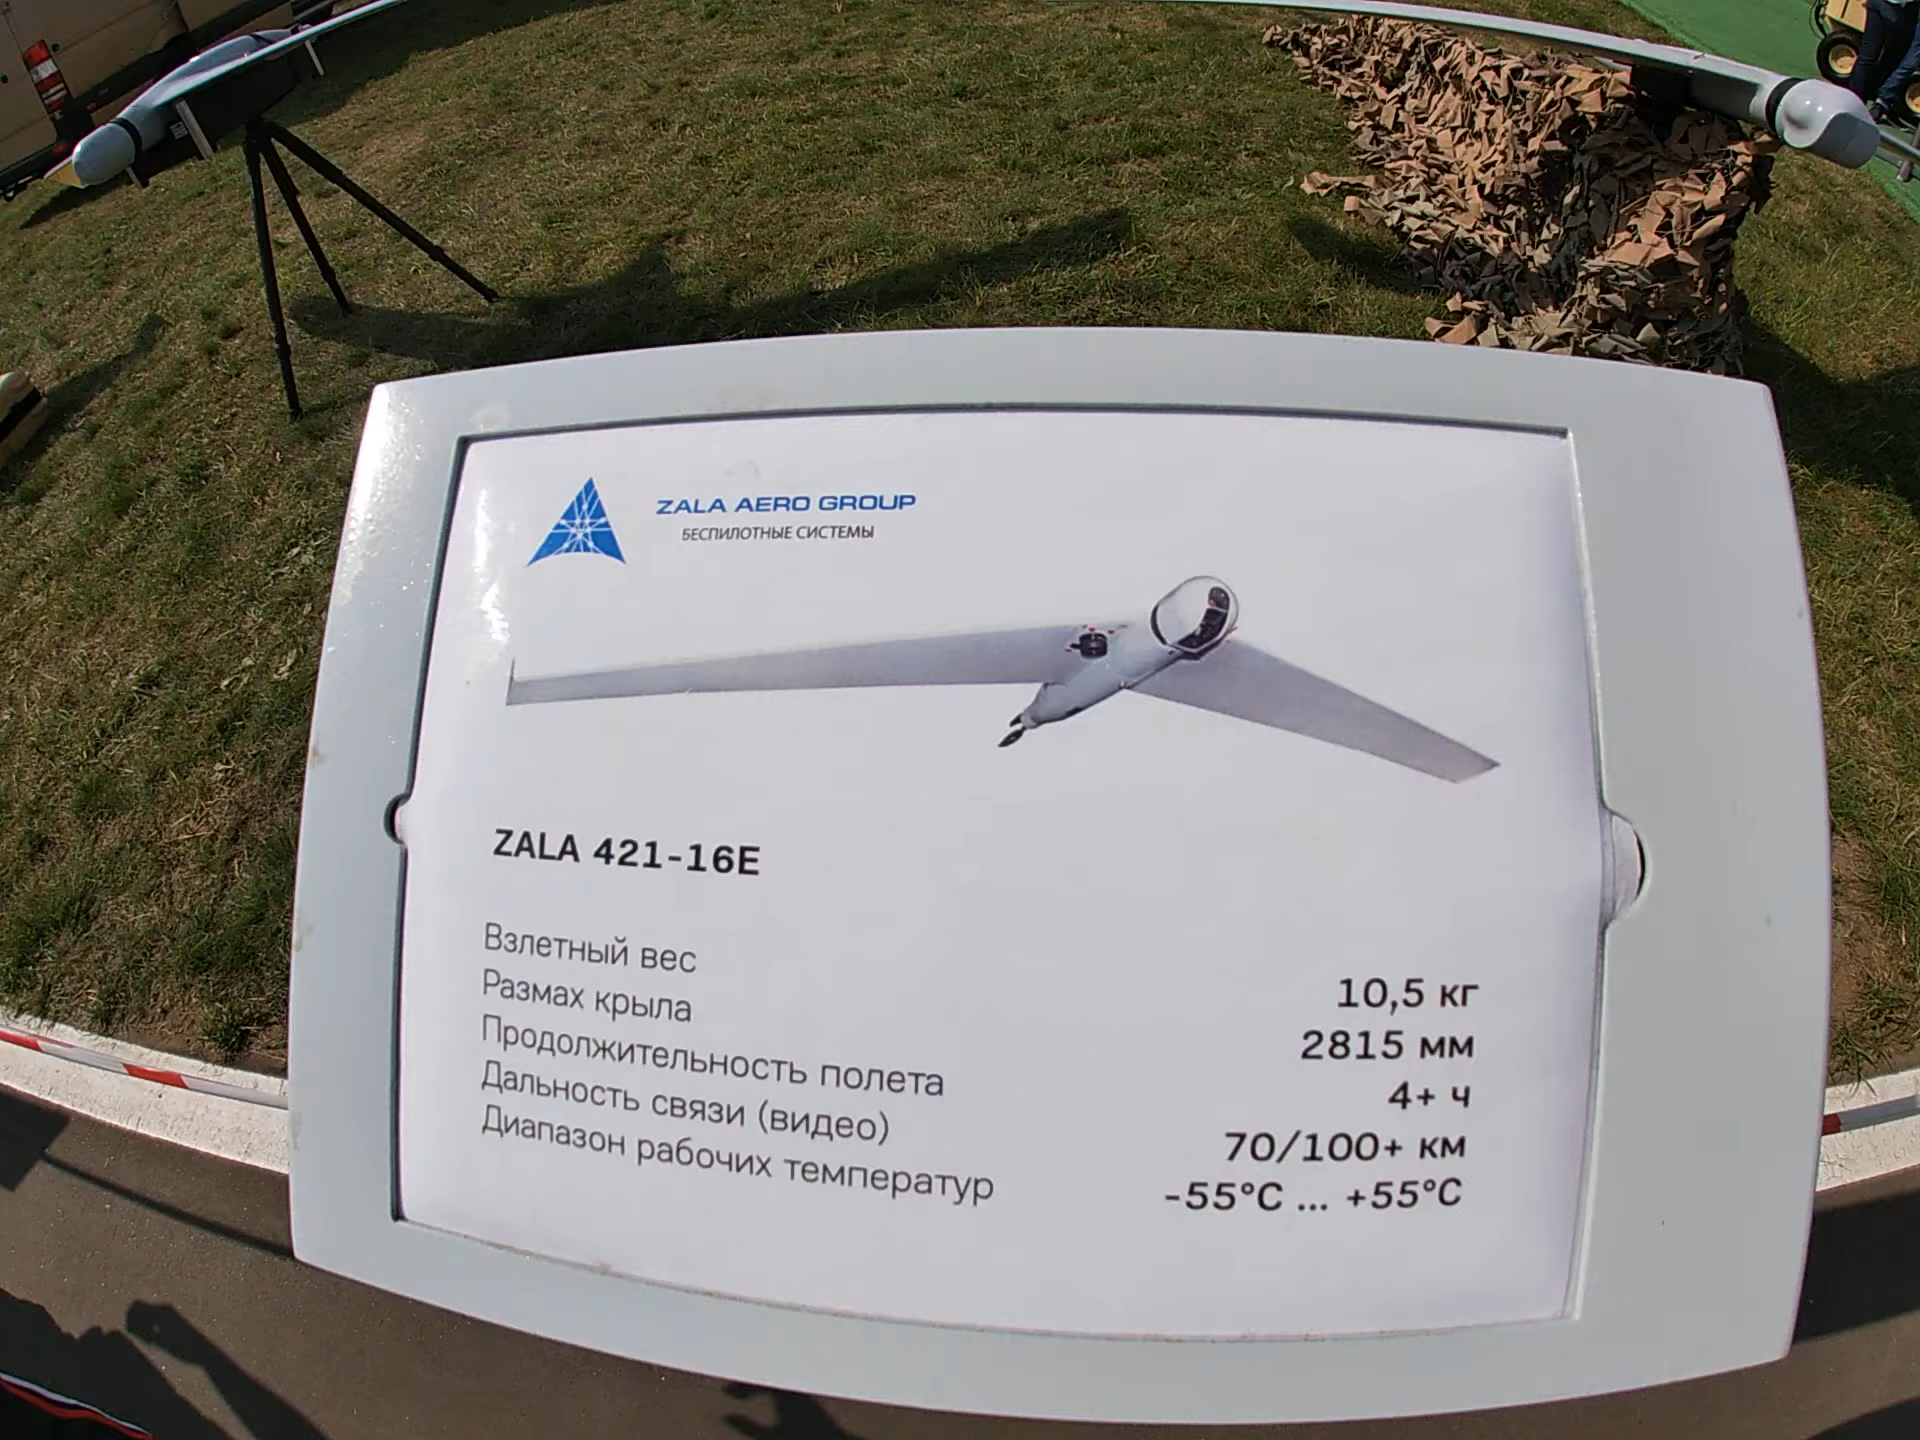 ZALA AERO GROUP
БЕСПИЛОТНЫЕ СИСТЕМЫ
ZALA 421-16E
Взлетный вес 10,5 кг
Размах крыла 2815 мм
Продолжительность полета 4+ ч
Дальность связи (видео) 70/100+ км
Диапазон рабочих температур -55°C ... +55°C